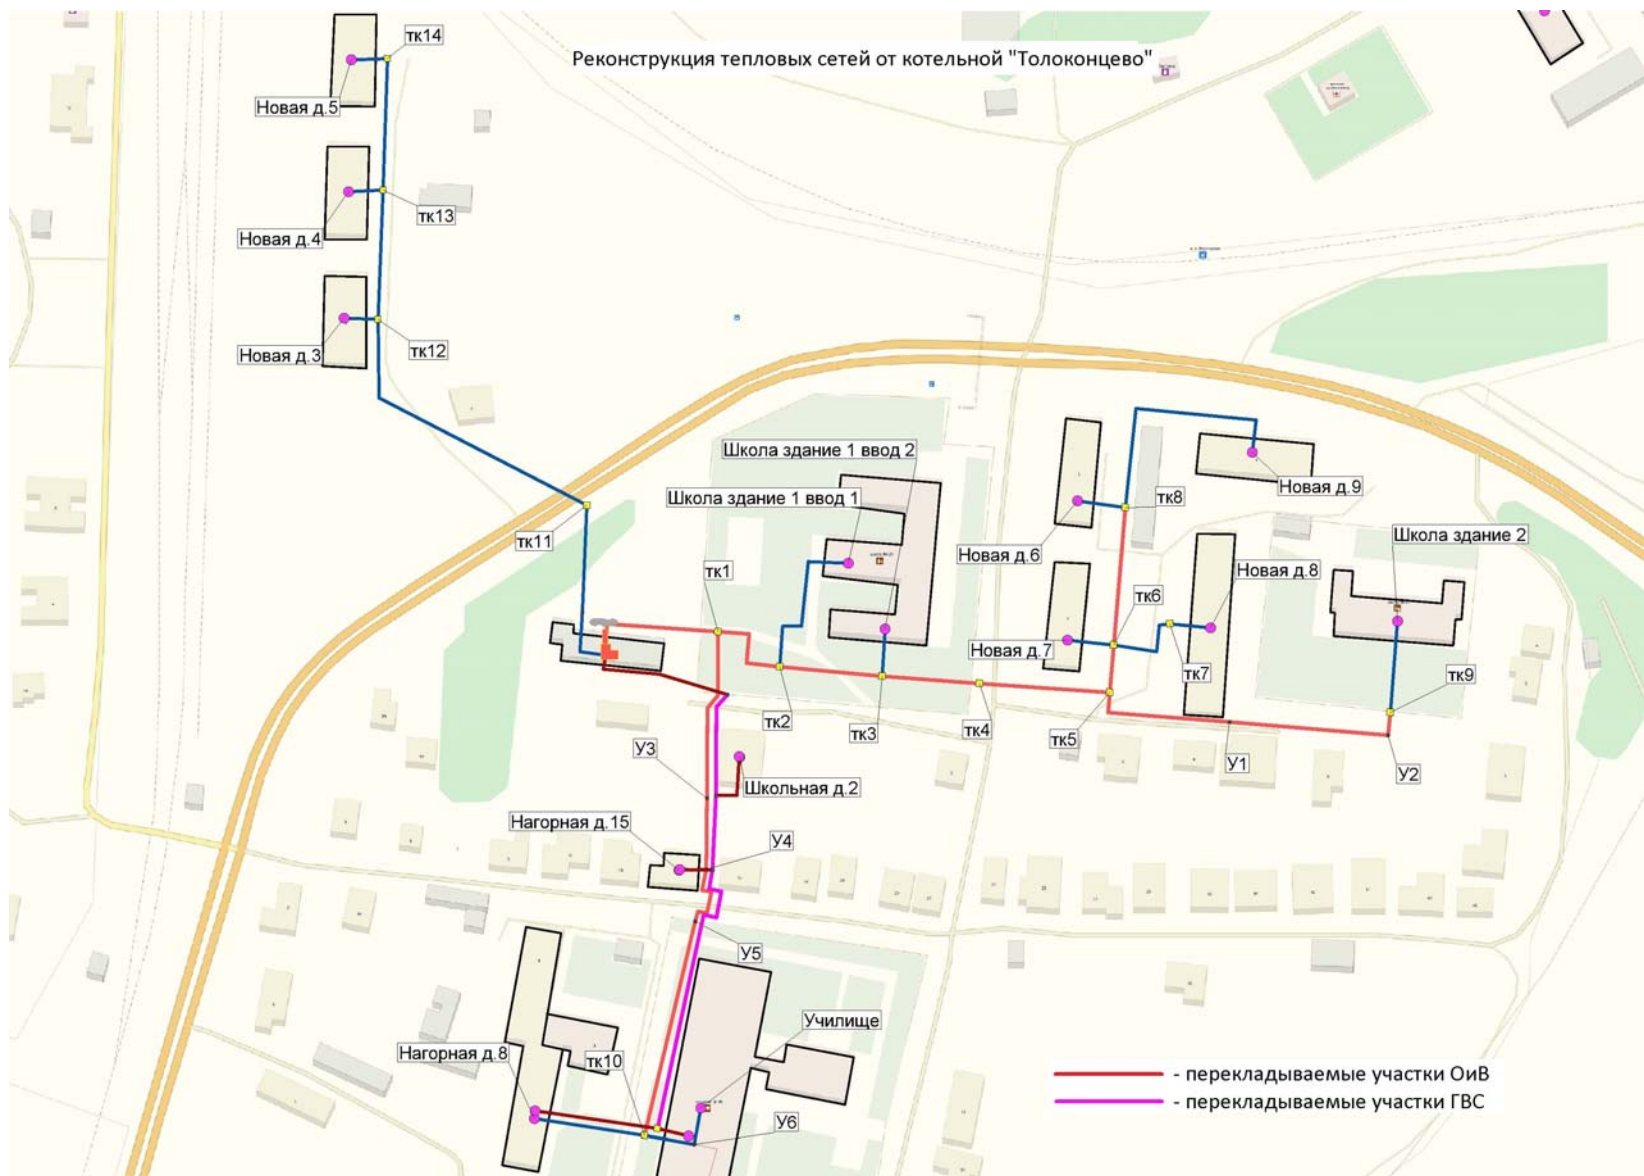 тк14
Реконструкция тепловых сетей от котельной "Толоконцево"
Новая д.5
тк13
Новая д.4
тк12
Новая д.3
Школа здание 1 ввод 2
Школа здание 1 ввод 1
тк8
Новая д.9
тк11
Новая д.6
Школа здание 2
тк1
Новая д.8
тк6
Новая д.7
тк7
тк9
тк2
тк3
тк4
тк5
У1
У2
У3
Школьная д.2
Нагорная д.15
У4
У5
Училище
Нагорная д.8
тк10
У6
- перекладываемые участки ОиВ
- перекладываемые участки ГВС